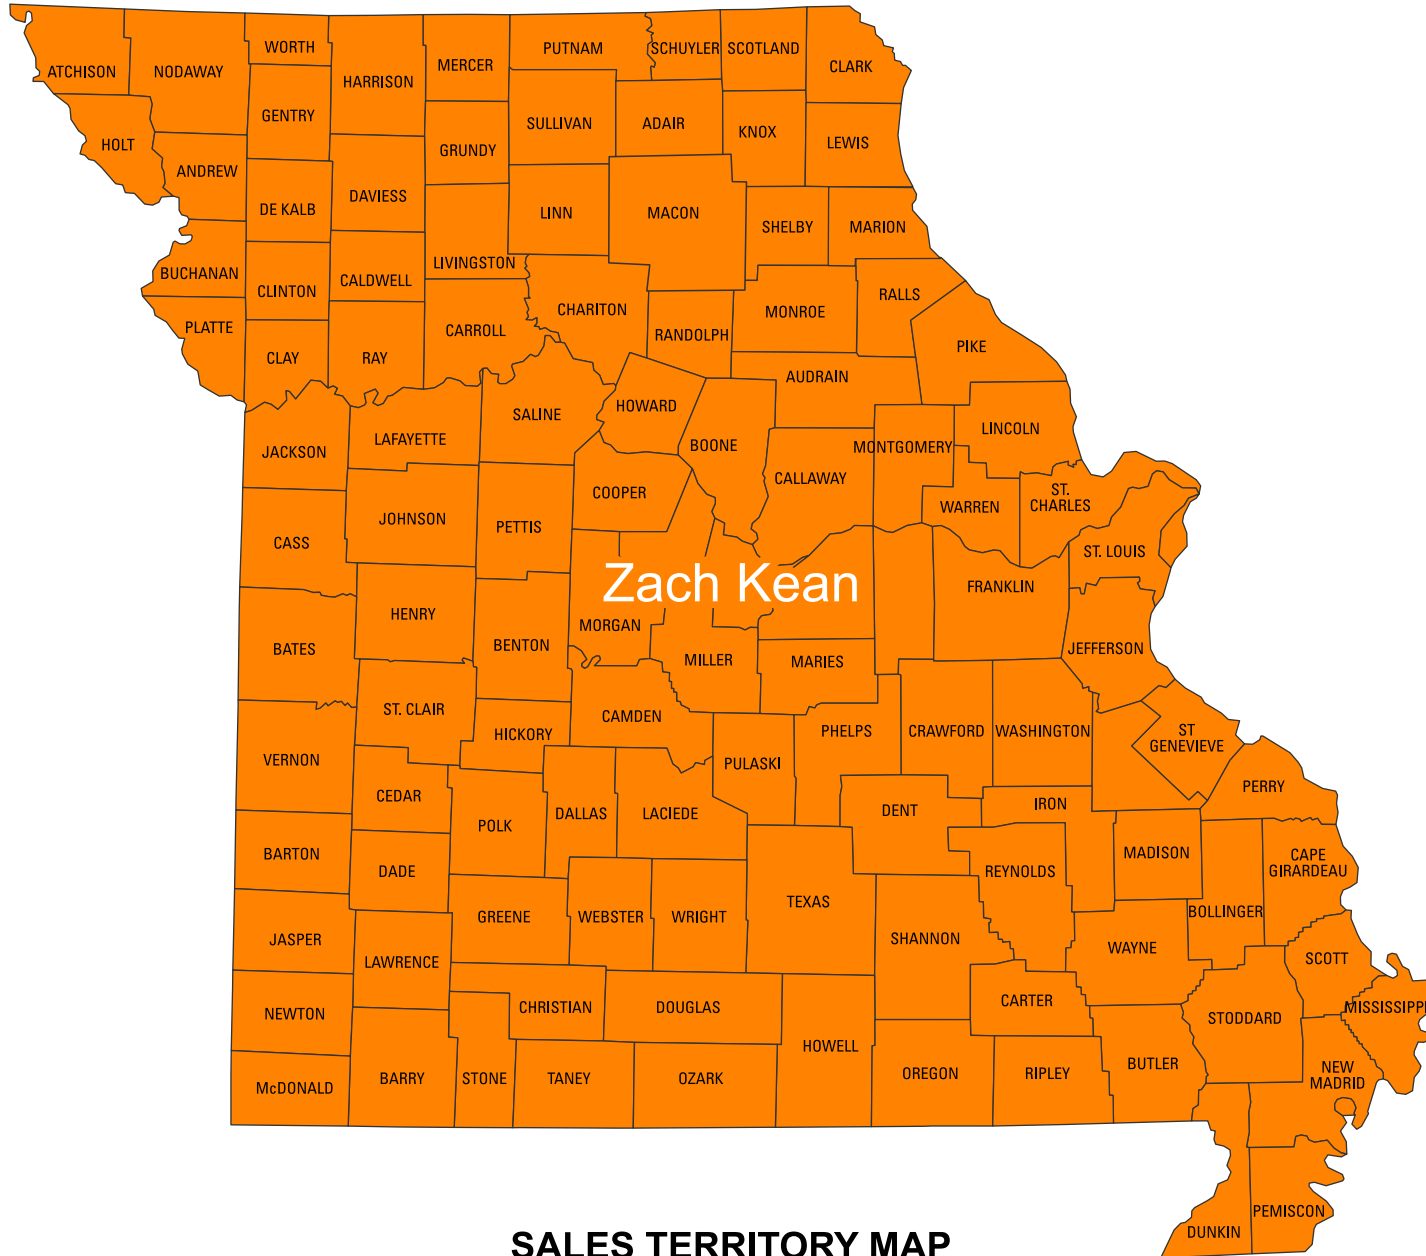 WORTH
PUTNAM
SCHUYLER
SCOTLAND
ATCHISON
NODAWAY
HARRISON
MERCER
CLARK
GENTRY
SULLIVAN
ADAIR
KNOX
HOLT
GRUNDY
LEWIS
ANDREW
DE KALB
DAVIESS
LINN
MACON
SHELBY
MARION
BUCHANAN
CLINTON
CALDWELL
LIVINGSTON
CHARITON
MONROE
RALLS
PLATTE
CLAY
RAY
CARROLL
RANDOLPH
PIKE
AUDRAIN
SALINE
HOWARD
JACKSON
LAFAYETTE
BOONE
MONTGOMERY
LINCOLN
COOPER
CALLAWAY
WARREN
ST.
CHARLES
CASS
JOHNSON
PETTIS
ST. LOUIS
Zach Kean
FRANKLIN
HENRY
MORGAN
BATES
BENTON
MILLER
MARIES
JEFFERSON
ST. CLAIR
CAMDEN
HICKORY
PHELPS
CRAWFORD
WASHINGTON
ST
GENEVIEVE
VERNON
PULASKI
CEDAR
POLK
DALLAS
LACIEDE
DENT
IRON
PERRY
BARTON
DADE
MADISON
CAPE
GIRARDEAU
REYNOLDS
GREENE
WEBSTER
WRIGHT
TEXAS
BOLLINGER
JASPER
LAWRENCE
SHANNON
WAYNE
SCOTT
NEWTON
CHRISTIAN
DOUGLAS
CARTER
STODDARD
MISSISSIPPI
HOWELL
McDONALD
BARRY
STONE
TANEY
OZARK
OREGON
RIPLEY
BUTLER
NEW
MADRID
DUNKIN
PEMISCON
SALES TERRITORY MAP